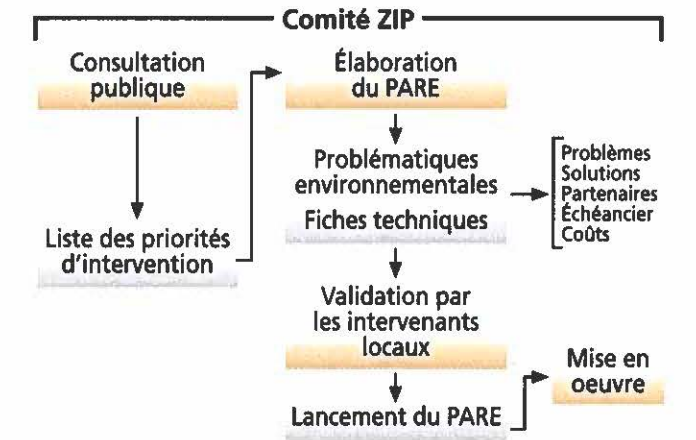 Comité ZIP
Consultation
publique
Liste des priorités
d'intervention
Élaboration
du PARE
Problématiques
environnementales
Fiches techniques
Problèmes
Solutions
Partenaires
Échéancier
Coûts
Validation par
les intervenants
locaux
Lancement du PARE
Mise en
oeuvre